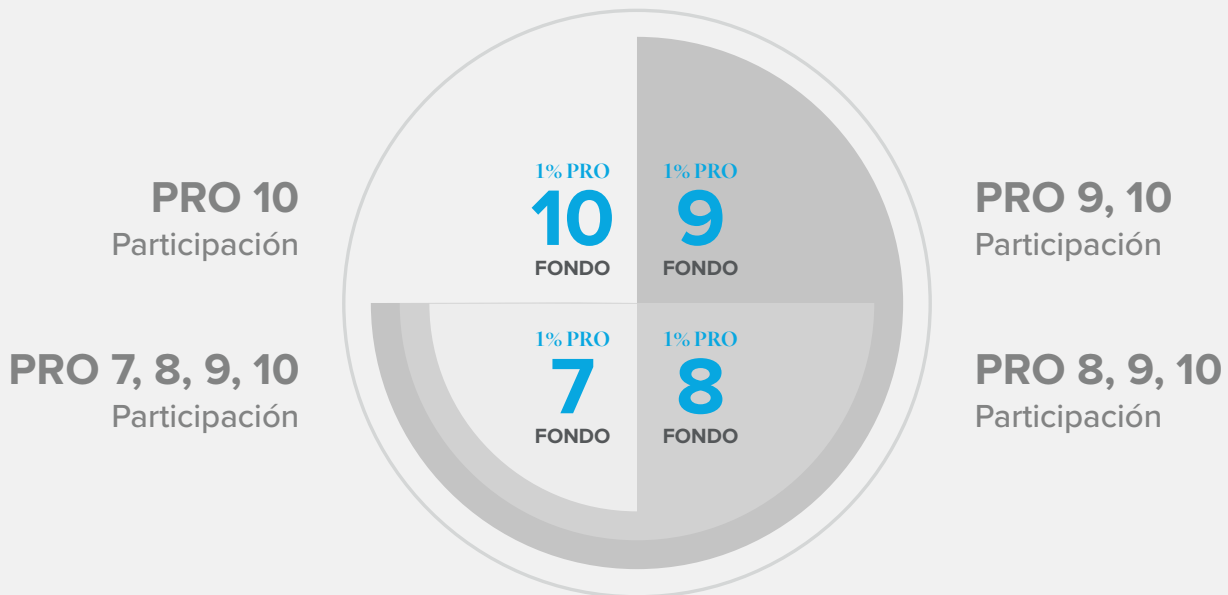 PRO 10
Participación
1% PRO
10
FONDO
1% PRO
9
FONDO
PRO 9, 10
Participación
PRO 7, 8, 9, 10
Participación
1% PRO
7
FONDO
1% PRO
8
FONDO
PRO 8, 9, 10
Participación